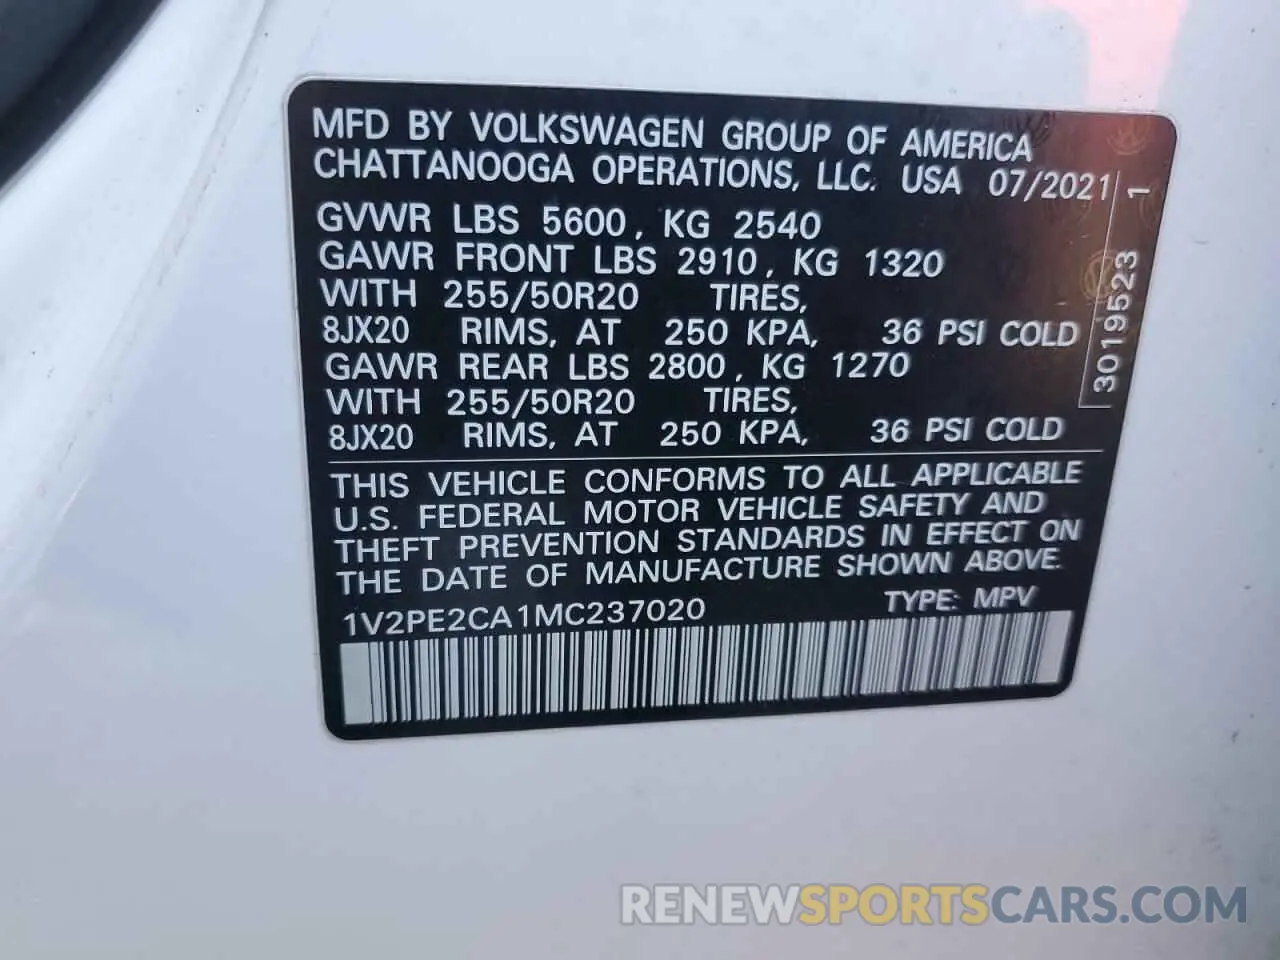 MFD BY VOLKSWAGEN GROUP OF AMERICA
CHATTANOOGA OPERATIONS, LLC. USA 07/2021
GVWR LBS 5600, KG 2540
GAWR FRONT LBS 2910, KG 1320
WITH 255/50R20 TIRES,
8JX20 RIMS, AT 250 KPA, 36 PSI COLD
GAWR REAR LBS 2800, KG 1270
WITH 255/50R20 TIRES,
8JX20 RIMS, AT 250 KPA, 36 PSI COLD
3019523 1
THIS VEHICLE CONFORMS TO ALL APPLICABLE
U.S. FEDERAL MOTOR VEHICLE SAFETY AND
THEFT PREVENTION STANDARDS IN EFFECT ON
THE DATE OF MANUFACTURE SHOWN ABOVE.
1V2PE2CA1MC237020 TYPE: MPV
RENEWSPORTSCARS.COM